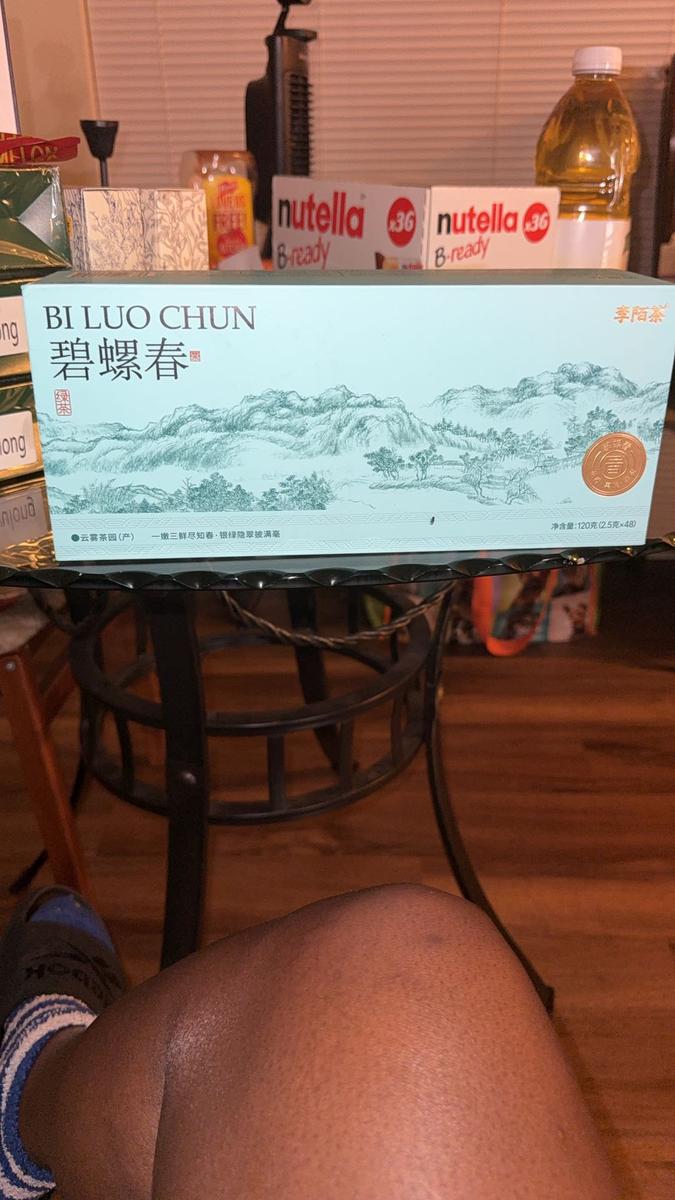 nutella
x36
B-ready
nutella
x36
B-ready
BI LUO CHUN
碧螺春
绿茶
李陌茶
云雾茶园(产)
一嫩三鲜尽知春·银绿隐翠披满毫
净含量:120克(2.5克×48)